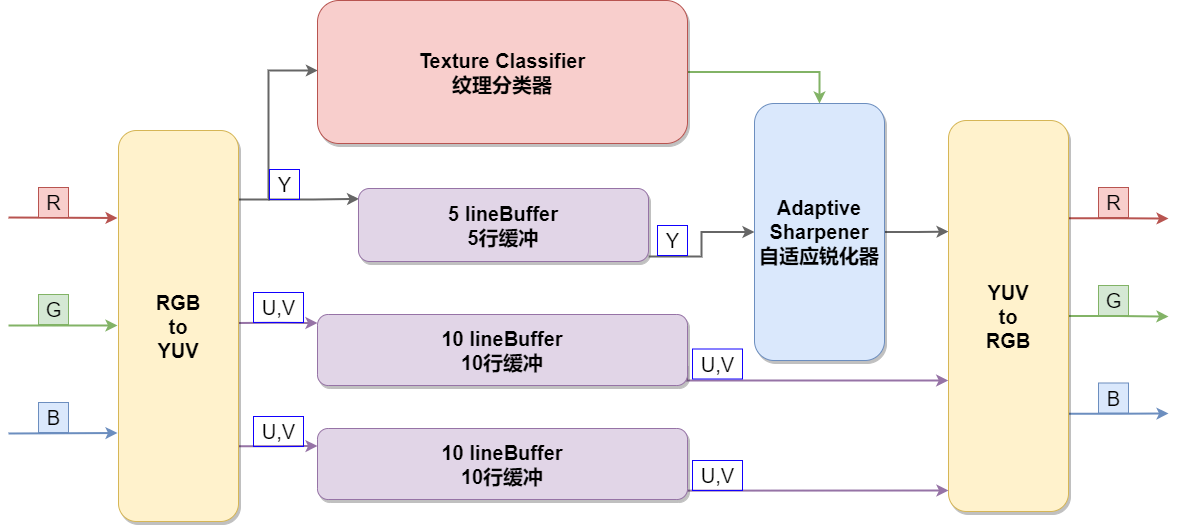 Texture Classifier
纹理分类器
R
G
B
RGB
to
YUV
Y
5 lineBuffer
5行缓冲
Y
U,V
10 lineBuffer
10行缓冲
U,V
U,V
10 lineBuffer
10行缓冲
U,V
Adaptive
Sharpener
自适应锐化器
YUV
to
RGB
R
G
B